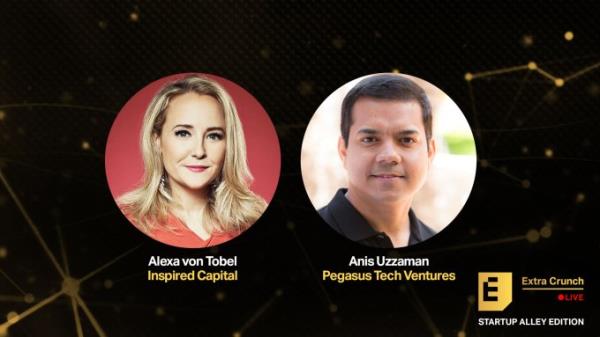 Alexa von Tobel
Inspired Capital
Anis Uzzaman
Pegasus Tech Ventures
E
Extra Crunch
LIVE
STARTUP ALLEY EDITION